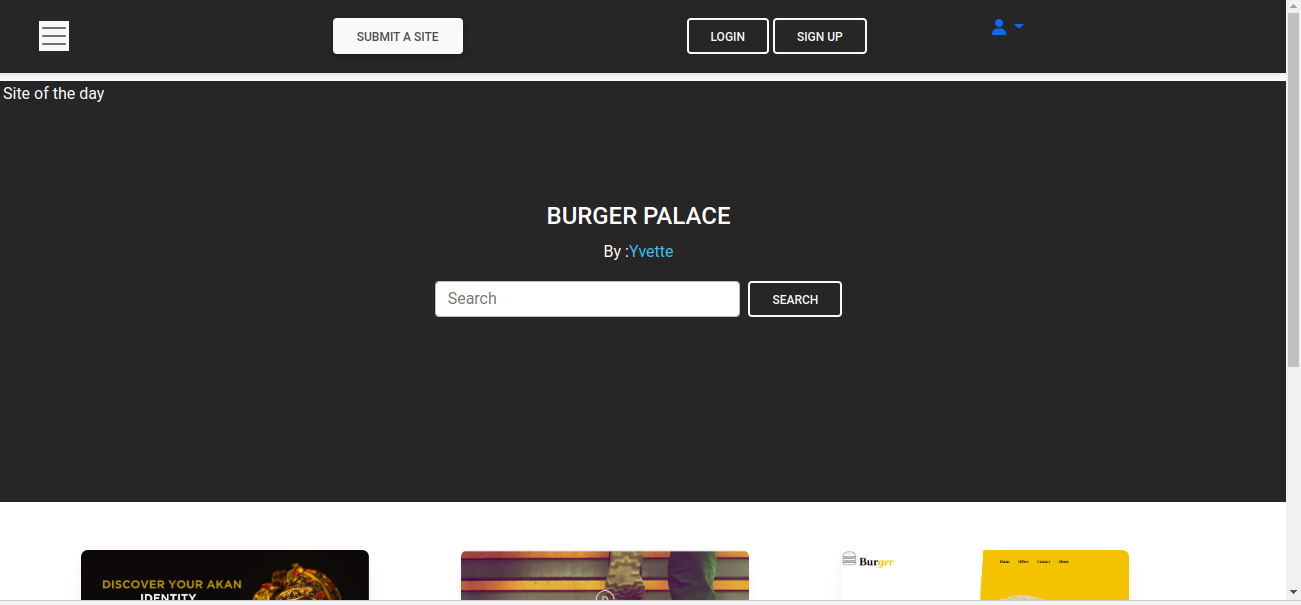 SUBMIT A SITE
LOGIN
SIGN UP
Site of the day
BURGER PALACE
By :Yvette
Search
SEARCH
DISCOVER YOUR AKAN
IDENTITY
Burger
Home Offers Contact About